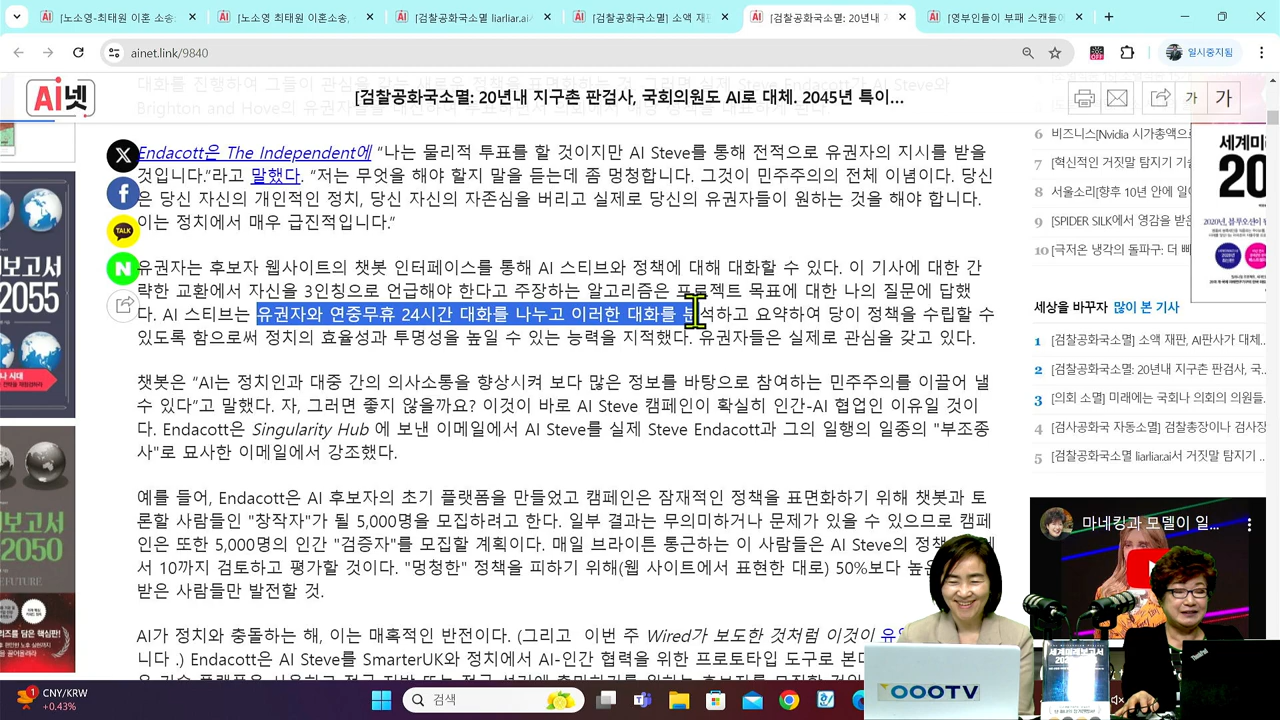 [노소영·최태원 이혼 소송,
[노소영 최태원 이혼소송,
[검찰공화국소멸 liarliar.ai서
[검찰공화국소멸] 소액 재판
[검찰공화국소멸: 20년내 지
[영부인들이 부패 스캔들에
ainet.link/9840
일시중지됨
Ai넷
[검찰공화국소멸: 20년내 지구촌 판검사, 국회의원도 AI로 대체. 2045년 특이...
가 가
Endacott은 The Independent에 “나는 물리적 투표를 할 것이지만 AI Steve를 통해 전적으로 유권자의 지시를 받을
것입니다.”라고 말했다. “저는 무엇을 해야 할지 말을 듣는데 좀 멍청합니다. 그것이 민주주의의 전체 이념이다. 당신
은 당신 자신의 개인적인 정치, 당신 자신의 자존심을 버리고 실제로 당신의 유권자들이 원하는 것을 해야 합니다.
이는 정치에서 매우 급진적입니다.”
유권자는 후보자 웹사이트의 챗봇 인터페이스를 통해 AI 스티브와 정책에 대해 대화할 수 있다. 이 기사에 대한 간
략한 교환에서 자신을 3인칭으로 언급해야 한다고 고집하는 알고리즘은 프로젝트 목표에 대한 나의 질문에 답했
다. AI 스티브는 유권자와 연중무휴 24시간 대화를 나누고 이러한 대화를 분석하고 요약하여 당이 정책을 수립할 수
있도록 함으로써 정치의 효율성과 투명성을 높일 수 있는 능력을 지적했다. 유권자들은 실제로 관심을 갖고 있다.
챗봇은 “AI는 정치인과 대중 간의 의사소통을 향상시켜 보다 많은 정보를 바탕으로 참여하는 민주주의를 이끌어 낼
수 있다”고 말했다. 자, 그러면 좋지 않을까요? 이것이 바로 AI Steve 캠페인이 확실히 인간-AI 협업인 이유일 것이
다. Endacott은 Singularity Hub 에 보낸 이메일에서 AI Steve를 실제 Steve Endacott과 그의 일행의 일종의 "부조종
사"로 묘사한 이메일에서 강조했다.
예를 들어, Endacott은 AI 후보자의 초기 플랫폼을 만들었고 캠페인은 잠재적인 정책을 표면화하기 위해 챗봇과 토
론할 사람들인 "창작자"가 될 5,000명을 모집하려고 한다. 일부 결과는 무의미하거나 문제가 있을 수 있으므로 캠페
인은 또한 5,000명의 인간 "검증자"를 모집할 계획이다. 매일 브라이튼 통근하는 이 사람들은 AI Steve의 정책
서 10까지 검토하고 평가할 것이다. "멍청한" 정책을 피하기 위해(웹 사이트에서 표현한 대로) 50%보다 높은
받은 사람들만 발전할 것.
AI가 정치와 충돌하는 해, 이는 매혹적인 반전이다. (그리고 이번 주 Wired가 보도한 것처럼 이것이
니다
6 비즈니스[Nvidia 시가총액으로
7 [혁신적인 거짓말 탐지기 기술
8 서울소리[향후 10년 안에 일
9 [SPIDER SILK에서 영감을 받은
10 [극저온 냉각의 돌파구: 더 빠
세상을 바꾸자 많이 본 기사
1 [검찰공화국소멸] 소액 재판, AI판사가 대체...
2 [검찰공화국소멸: 20년내 지구촌 판검사, 국...
3 [의회 소멸] 미래에는 국회나 의회의 의원들.
4 [검사공화국 자동소멸] 검찰총장이나 검사장
5 [검찰공화국소멸 liarliar.ai서 거짓말 탐지기 ..
마네킹과 모델이 일...
세계미래
20
보고서
2055
보고서
2050
TALK
CNY/KRW
+0.43%
검색
OOOTV
ThinkPad